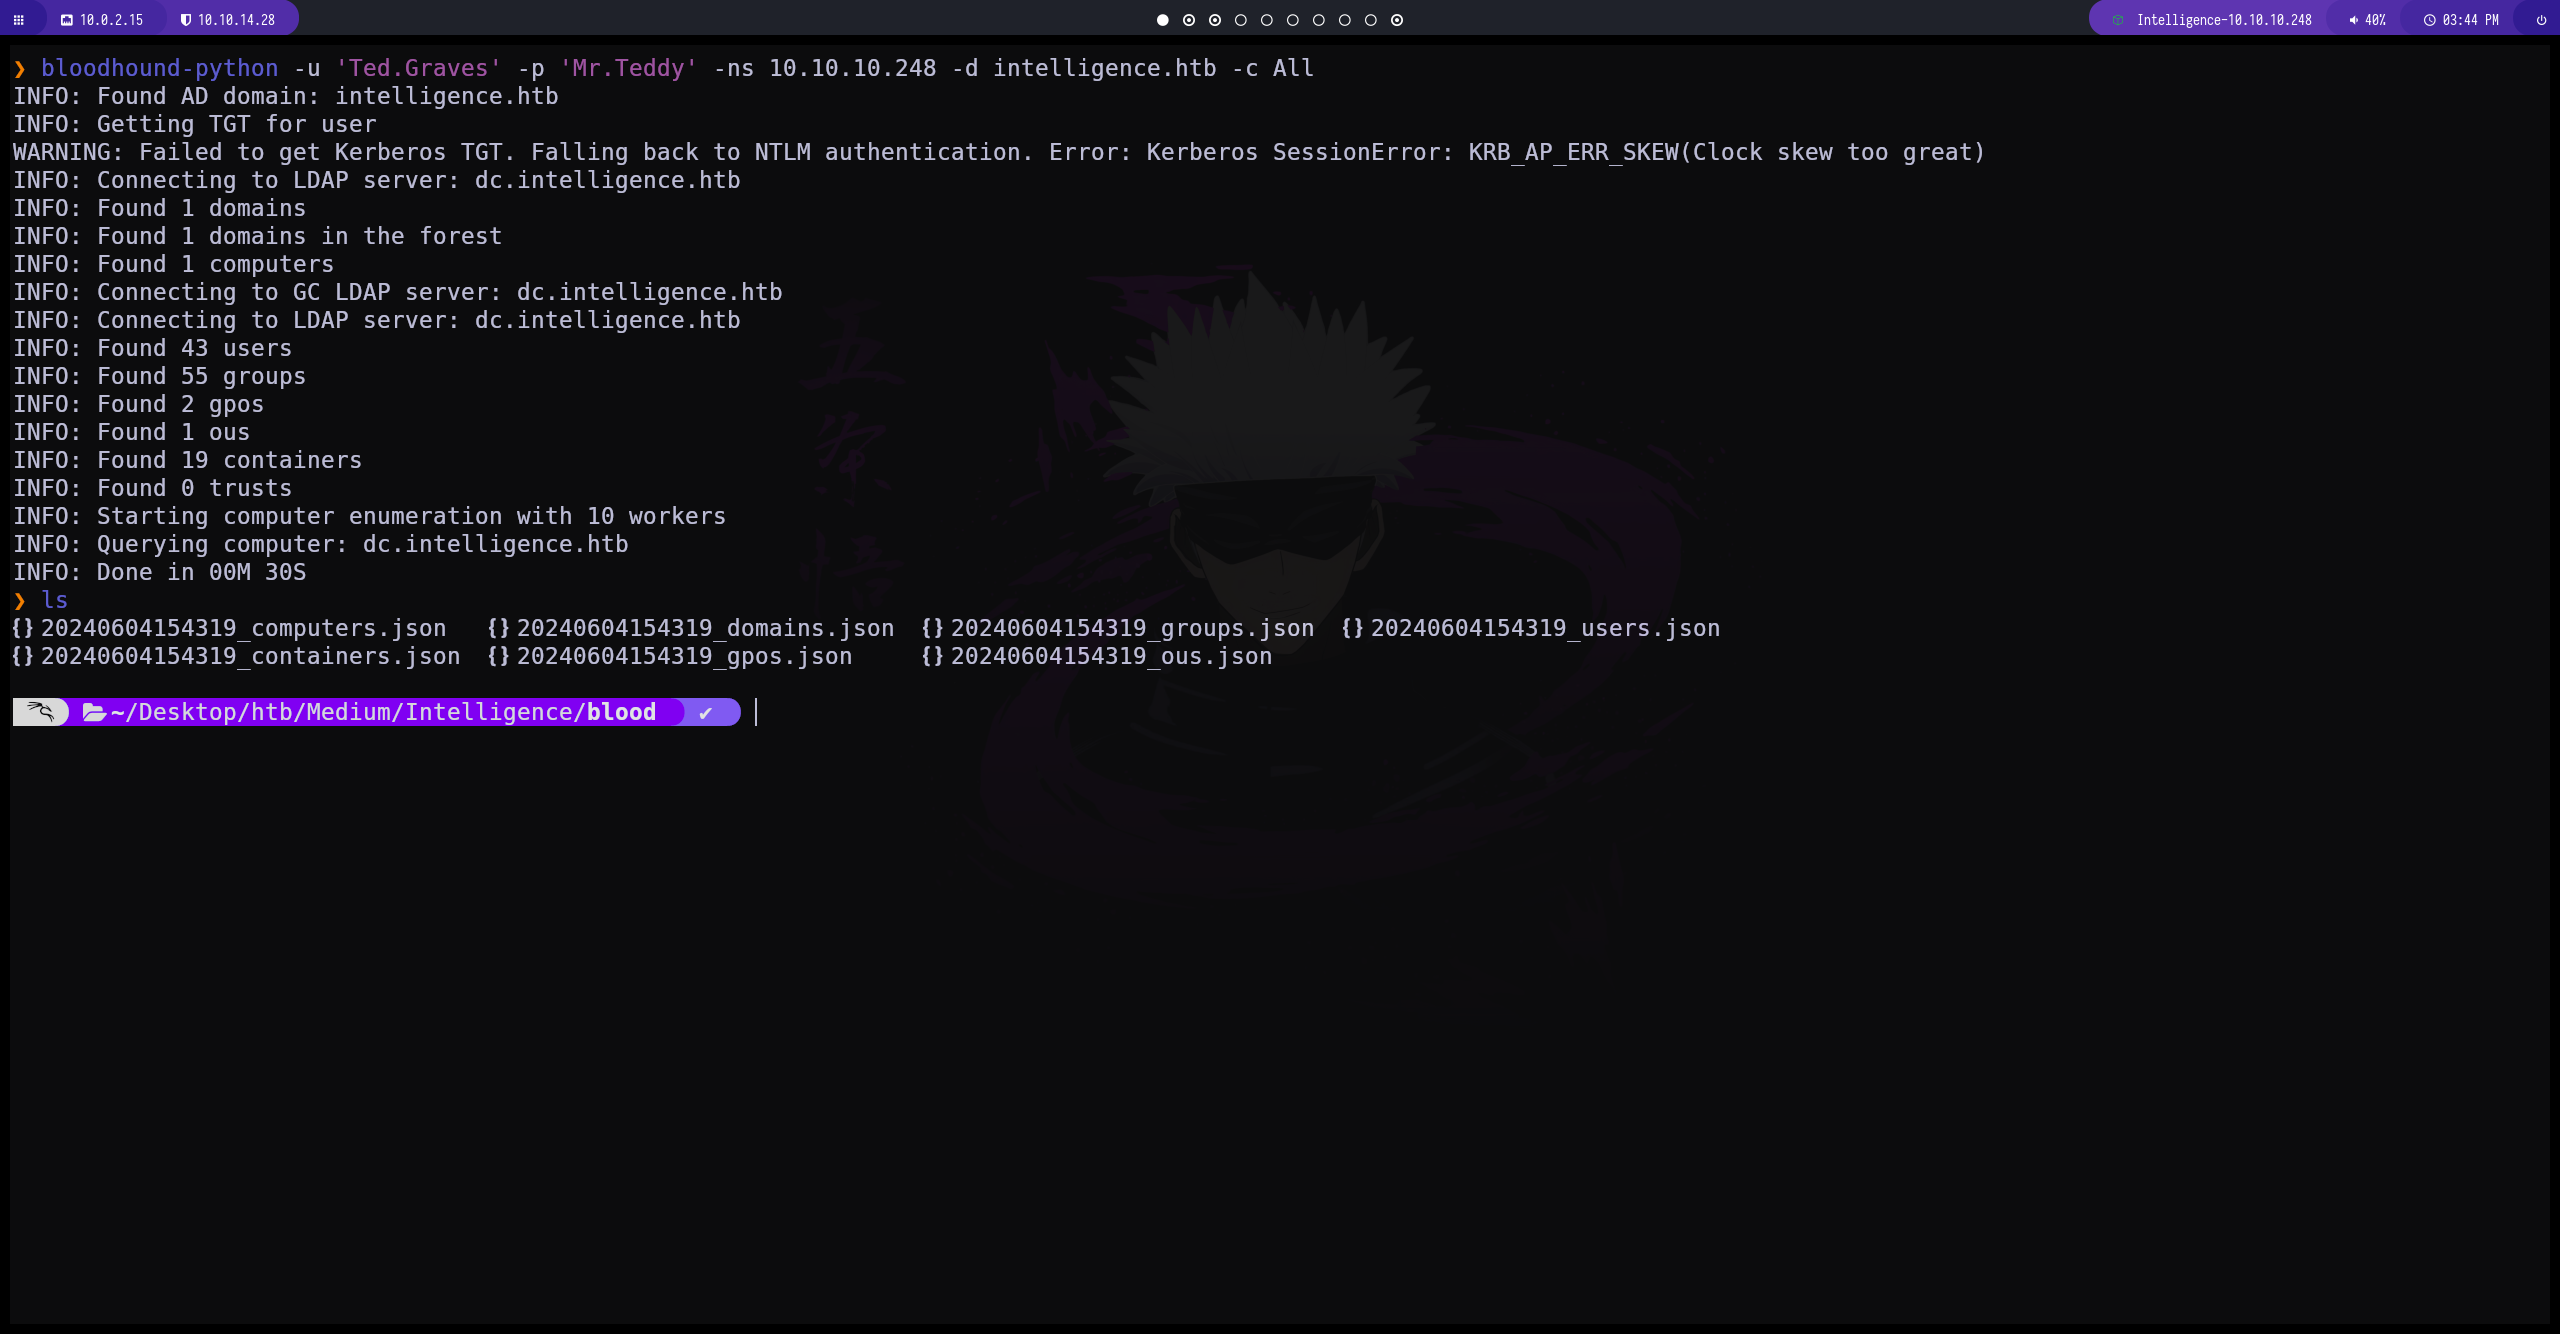 10.0.2.15 10.10.14.28 Intelligence-10.10.10.248 40% 03:44 PM
❯ bloodhound-python -u 'Ted.Graves' -p 'Mr.Teddy' -ns 10.10.10.248 -d intelligence.htb -c All
INFO: Found AD domain: intelligence.htb
INFO: Getting TGT for user
WARNING: Failed to get Kerberos TGT. Falling back to NTLM authentication. Error: Kerberos SessionError: KRB_AP_ERR_SKEW(Clock skew too great)
INFO: Connecting to LDAP server: dc.intelligence.htb
INFO: Found 1 domains
INFO: Found 1 domains in the forest
INFO: Found 1 computers
INFO: Connecting to GC LDAP server: dc.intelligence.htb
INFO: Connecting to LDAP server: dc.intelligence.htb
INFO: Found 43 users
INFO: Found 55 groups
INFO: Found 2 gpos
INFO: Found 1 ous
INFO: Found 19 containers
INFO: Found 0 trusts
INFO: Starting computer enumeration with 10 workers
INFO: Querying computer: dc.intelligence.htb
INFO: Done in 00M 30S
❯ ls
{} 20240604154319_computers.json {} 20240604154319_domains.json {} 20240604154319_groups.json {} 20240604154319_users.json
{} 20240604154319_containers.json {} 20240604154319_gpos.json {} 20240604154319_ous.json
~/Desktop/htb/Medium/Intelligence/blood ✔
五
条
悟